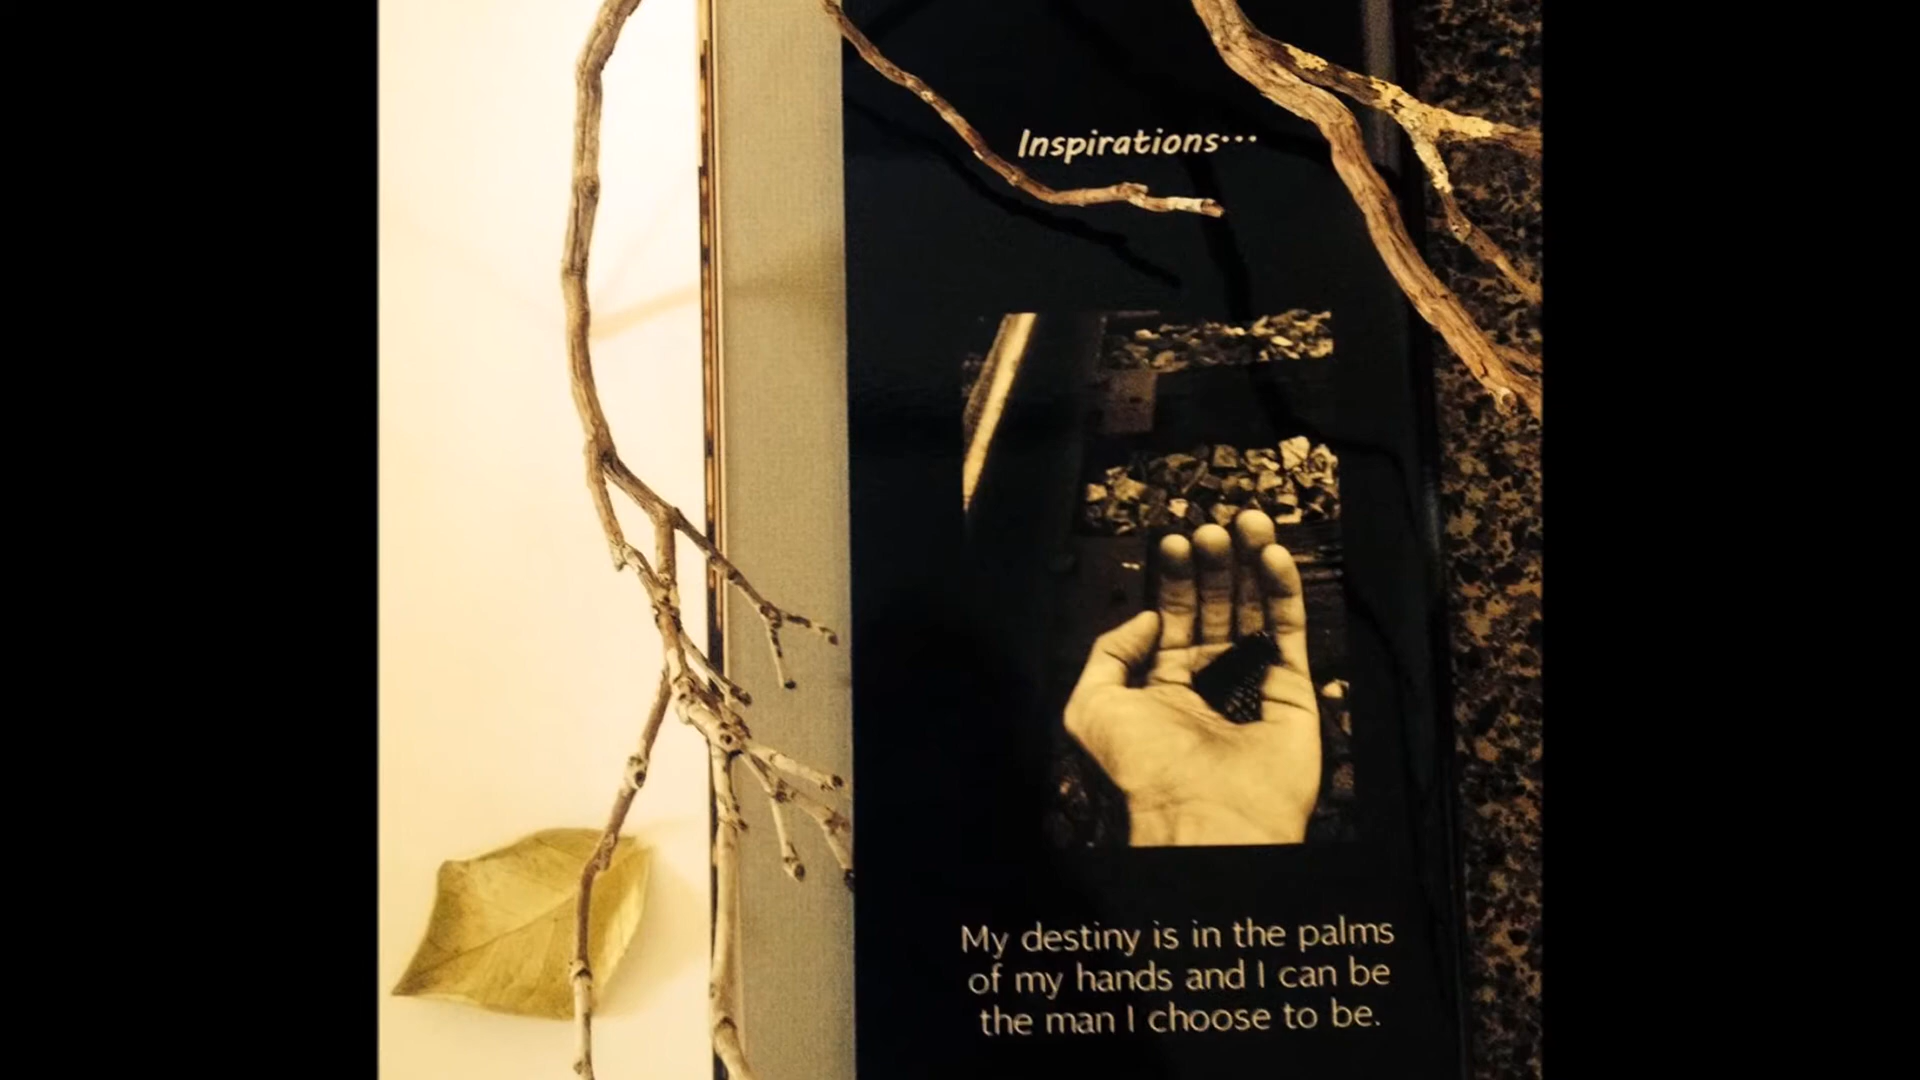 Inspirations...
My destiny is in the palms
of my hands and I can be
the man I choose to be.